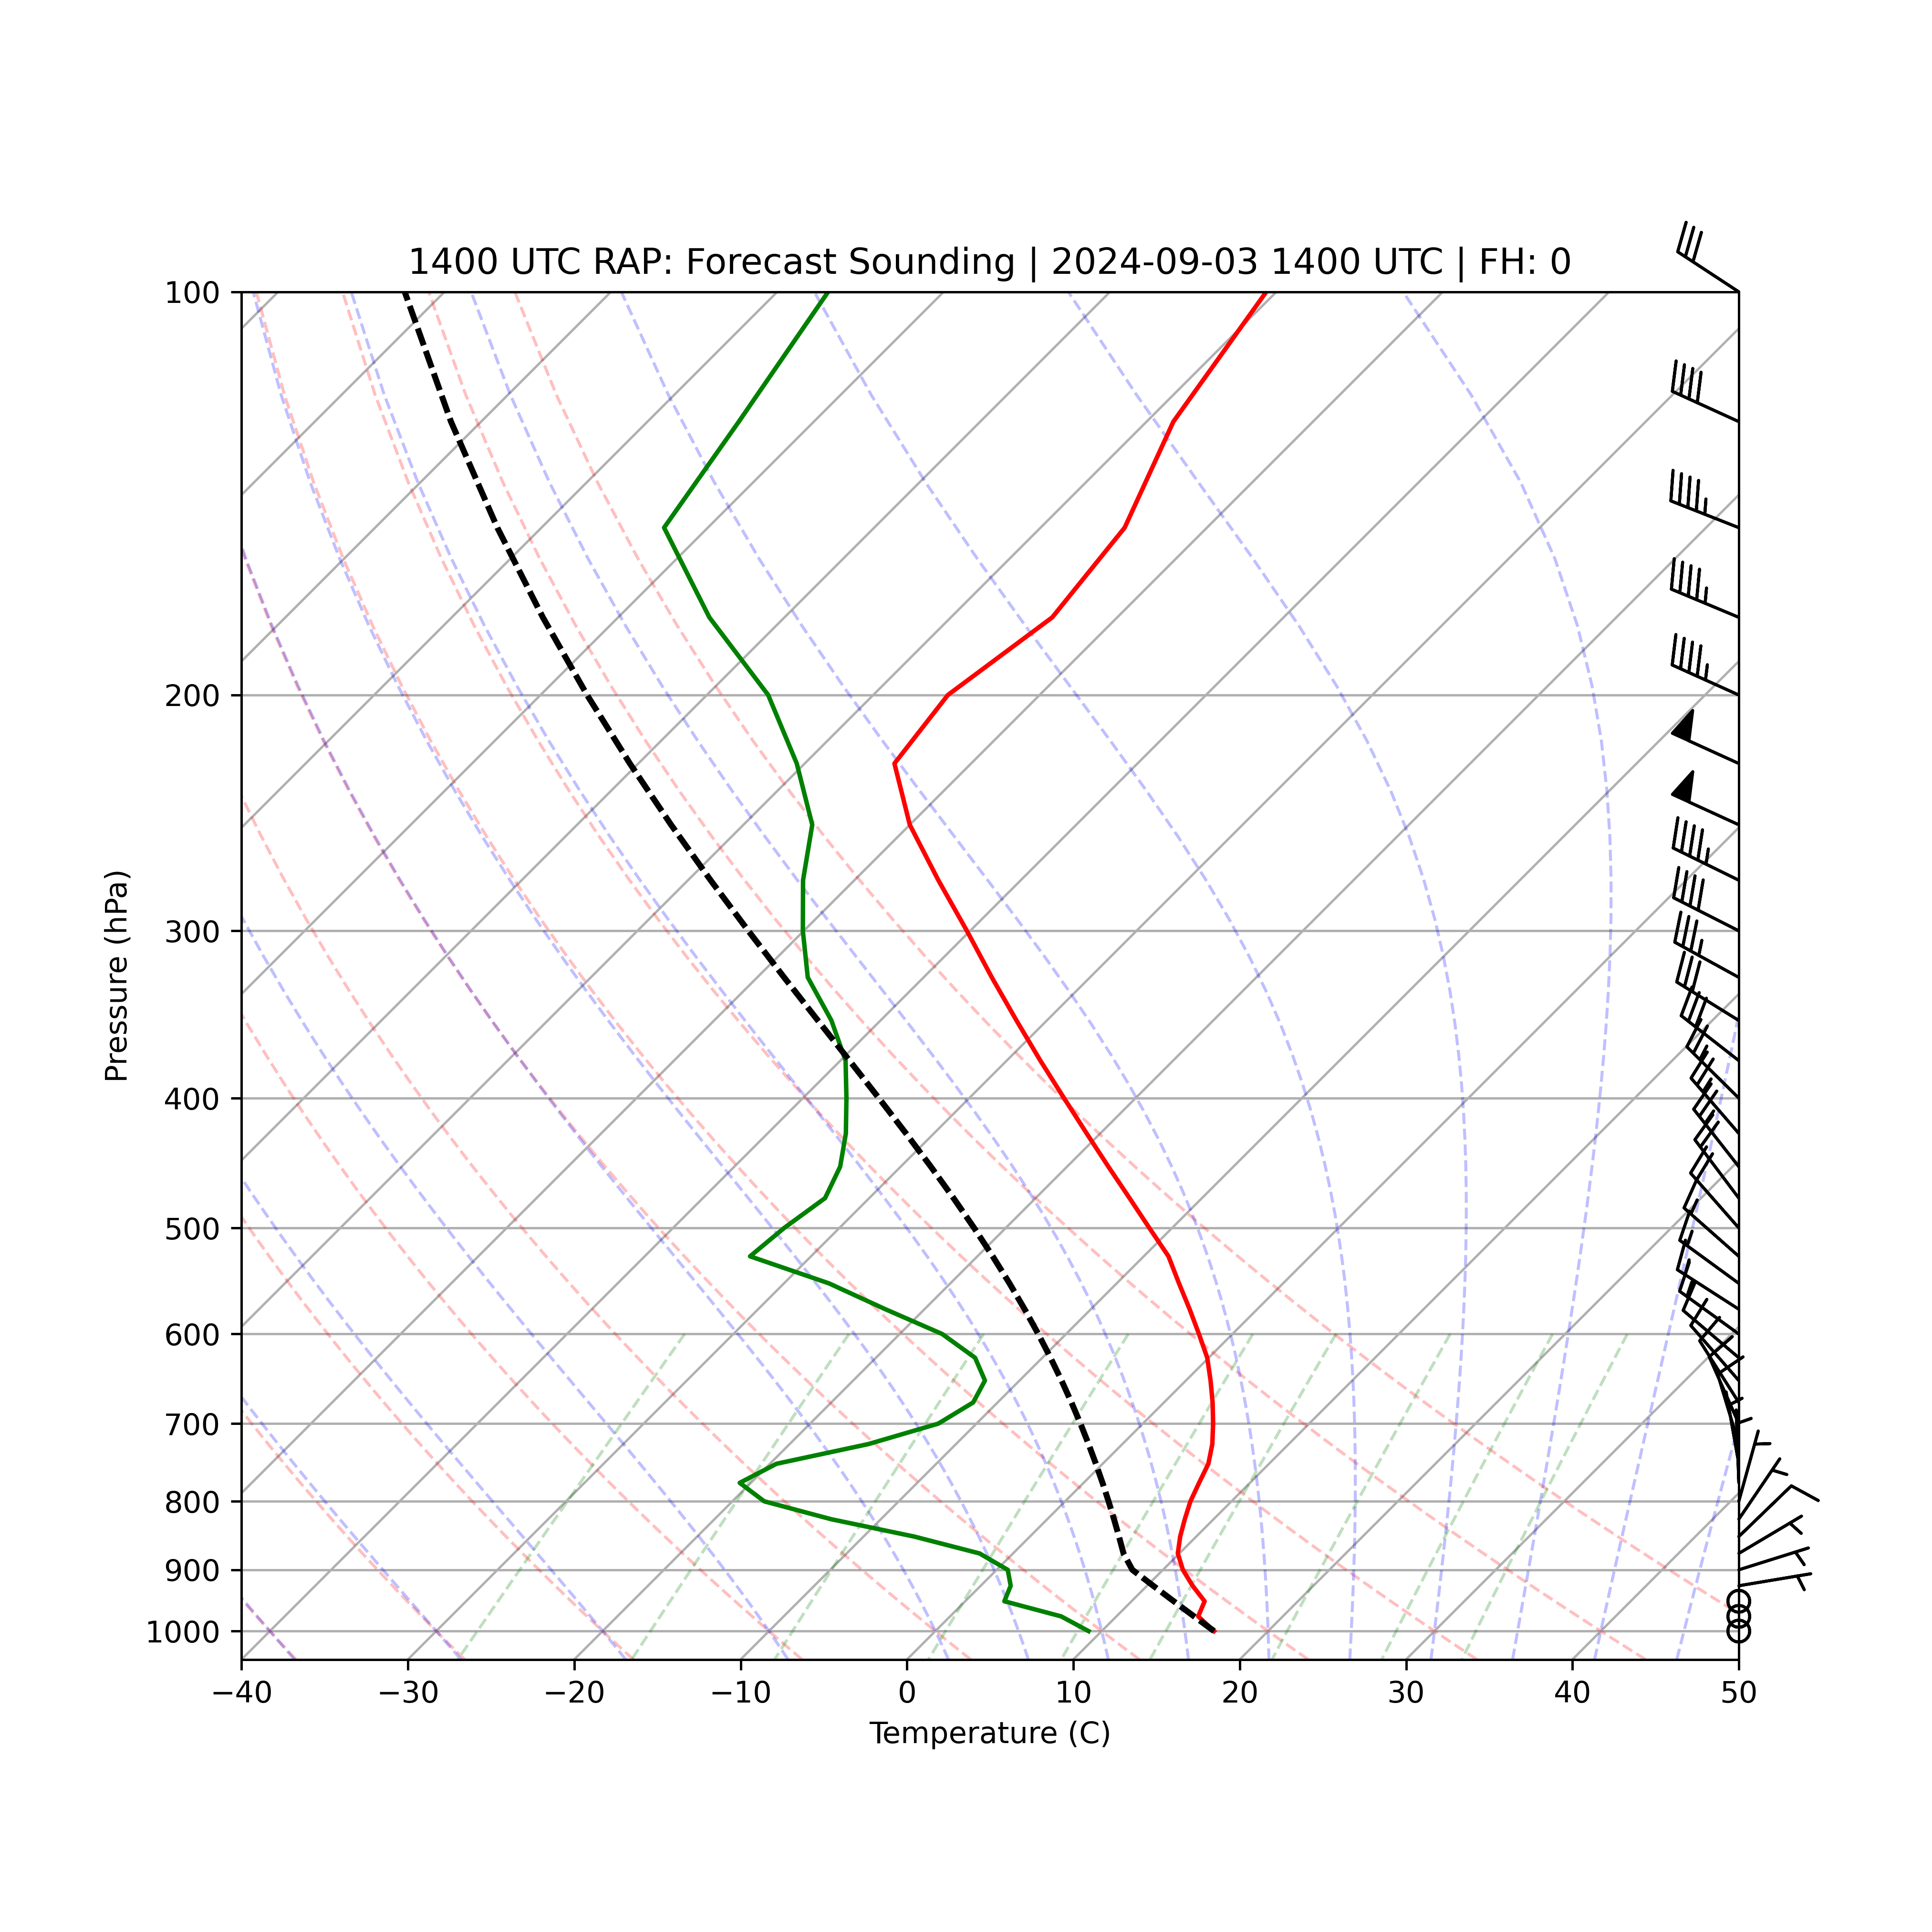 1400 UTC RAP: Forecast Sounding | 2024-09-03 1400 UTC | FH: 0
100
200
300
400
500
600
700
800
900
1000
Pressure (hPa)
−40 −30 −20 −10 0 10 20 30 40 50
Temperature (C)